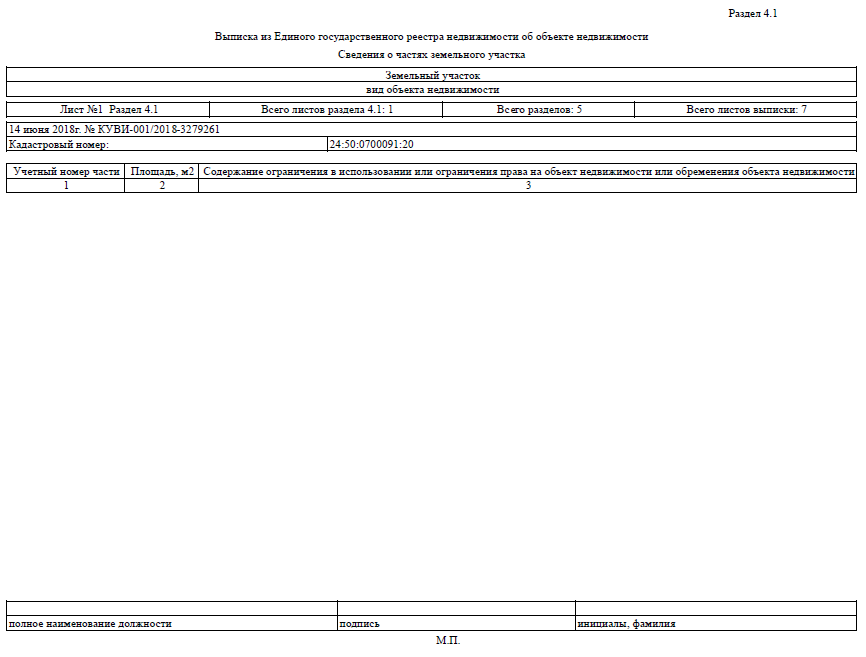 Раздел 4.1
Выписка из Единого государственного реестра недвижимости об объекте недвижимости
Сведения о частях земельного участка
Земельный участок
вид объекта недвижимости
Лист №1 Раздел 4.1 Всего листов раздела 4.1: 1 Всего разделов: 5 Всего листов выписки: 7
14 июня 2018г. № КУВИ-001/2018-3279261
Кадастровый номер: 24:50:0700091:20
Учетный номер части Площадь, м2 Содержание ограничения в использовании или ограничения права на объект недвижимости или обременения объекта недвижимости
1 2 3
полное наименование должности подпись инициалы, фамилия
М.П.